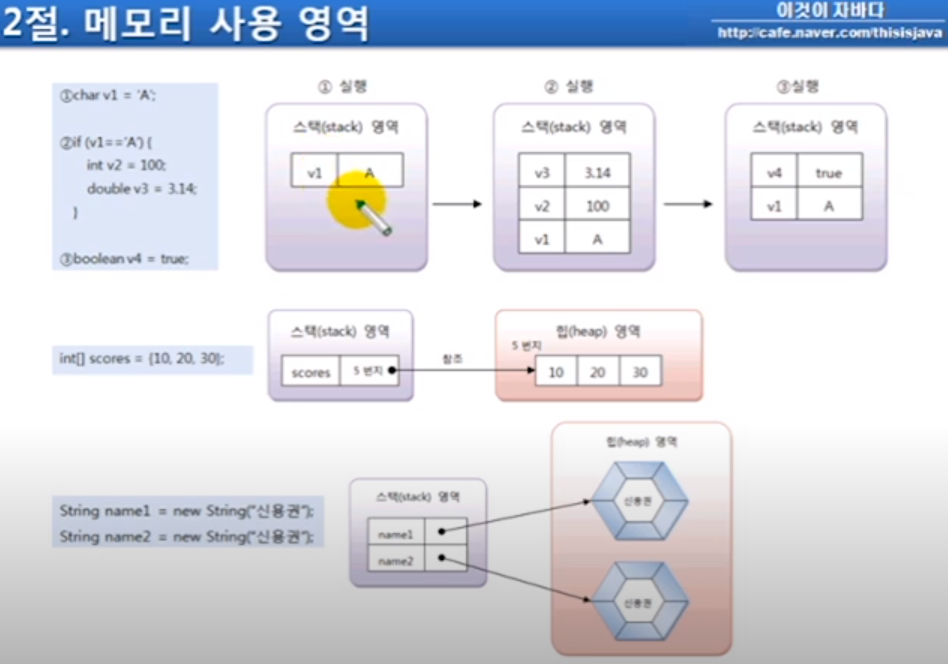 2절. 메모리 사용 영역
이것이 자바다
http://cafe.naver.com/thisisjava
①char v1 = 'A';
②if (v1=='A') {
int v2 = 100;
double v3 = 3.14;
}
③boolean v4 = true;
① 실행
스택(stack) 영역
v1 A
② 실행
스택(stack) 영역
v3 3.14
v2 100
v1 A
③실행
스택(stack) 영역
v4 true
v1 A
int[] scores = {10, 20, 30};
스택(stack) 영역
scores 5 번지
참조
힙(heap) 영역
5 번지
10 20 30
String name1 = new String("신용권");
String name2 = new String("신용권");
스택(stack) 영역
name1
name2
힙(heap) 영역
신용권
신용권